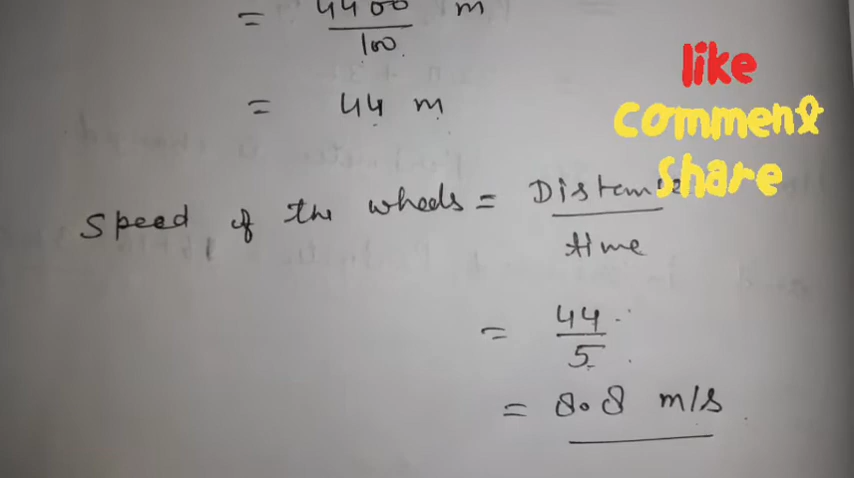 = 4400 m
100
= 44 m
like
comment
share
Speed of the wheels = Distance
time
= 44
5
= 8.8 m/s